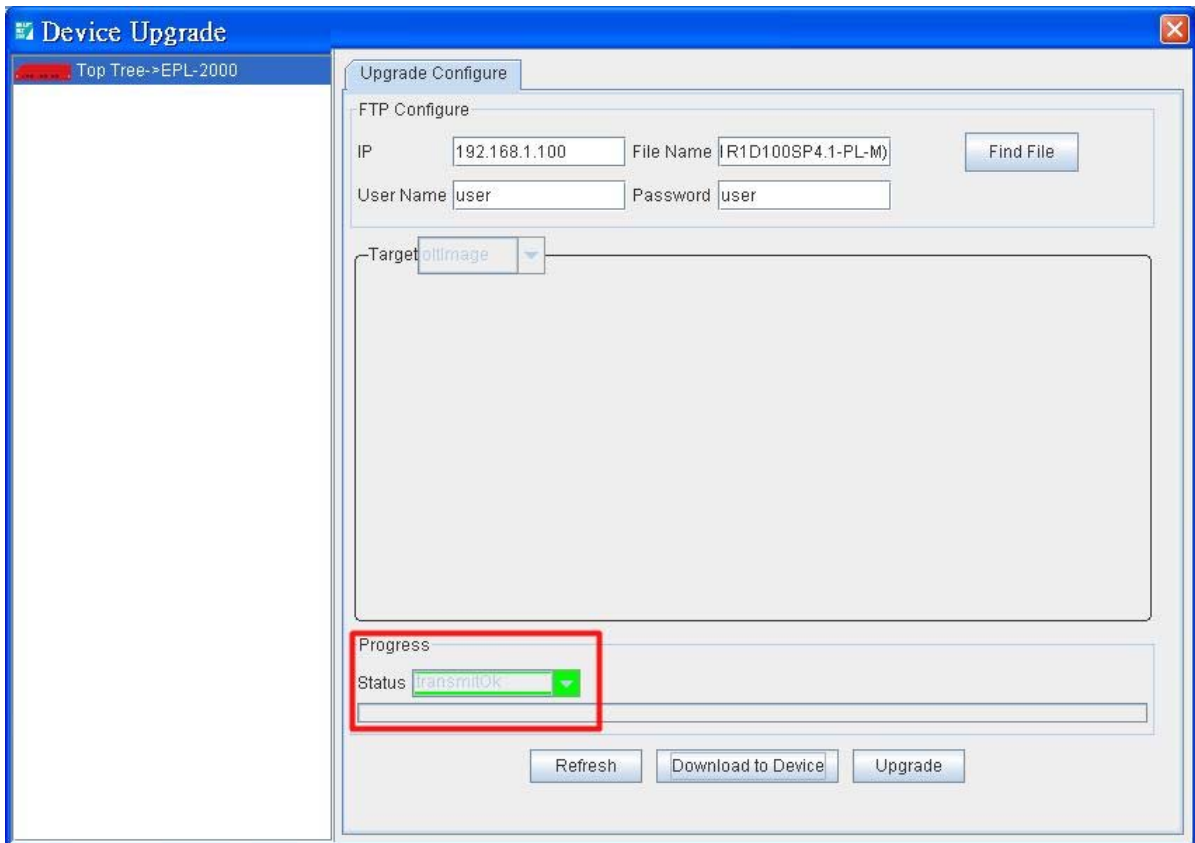 Device Upgrade
Top Tree->EPL-2000
Upgrade Configure
FTP Configure
IP 192.168.1.100 File Name R1D100SP4.1-PL-M) Find File
User Name user Password user
Target oltImage
Progress
Status transmitOk
Refresh Download to Device Upgrade